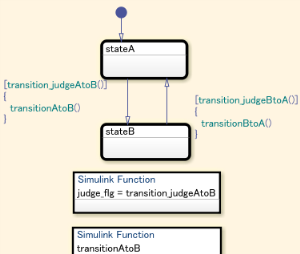 stateA
[transition_judgeAtoB()]
{
transitionAtoB()
}
[transition_judgeBtoA()]
{
transitionBtoA()
}
stateB
Simulink Function
judge_flg = transition_judgeAtoB
Simulink Function
transitionAtoB